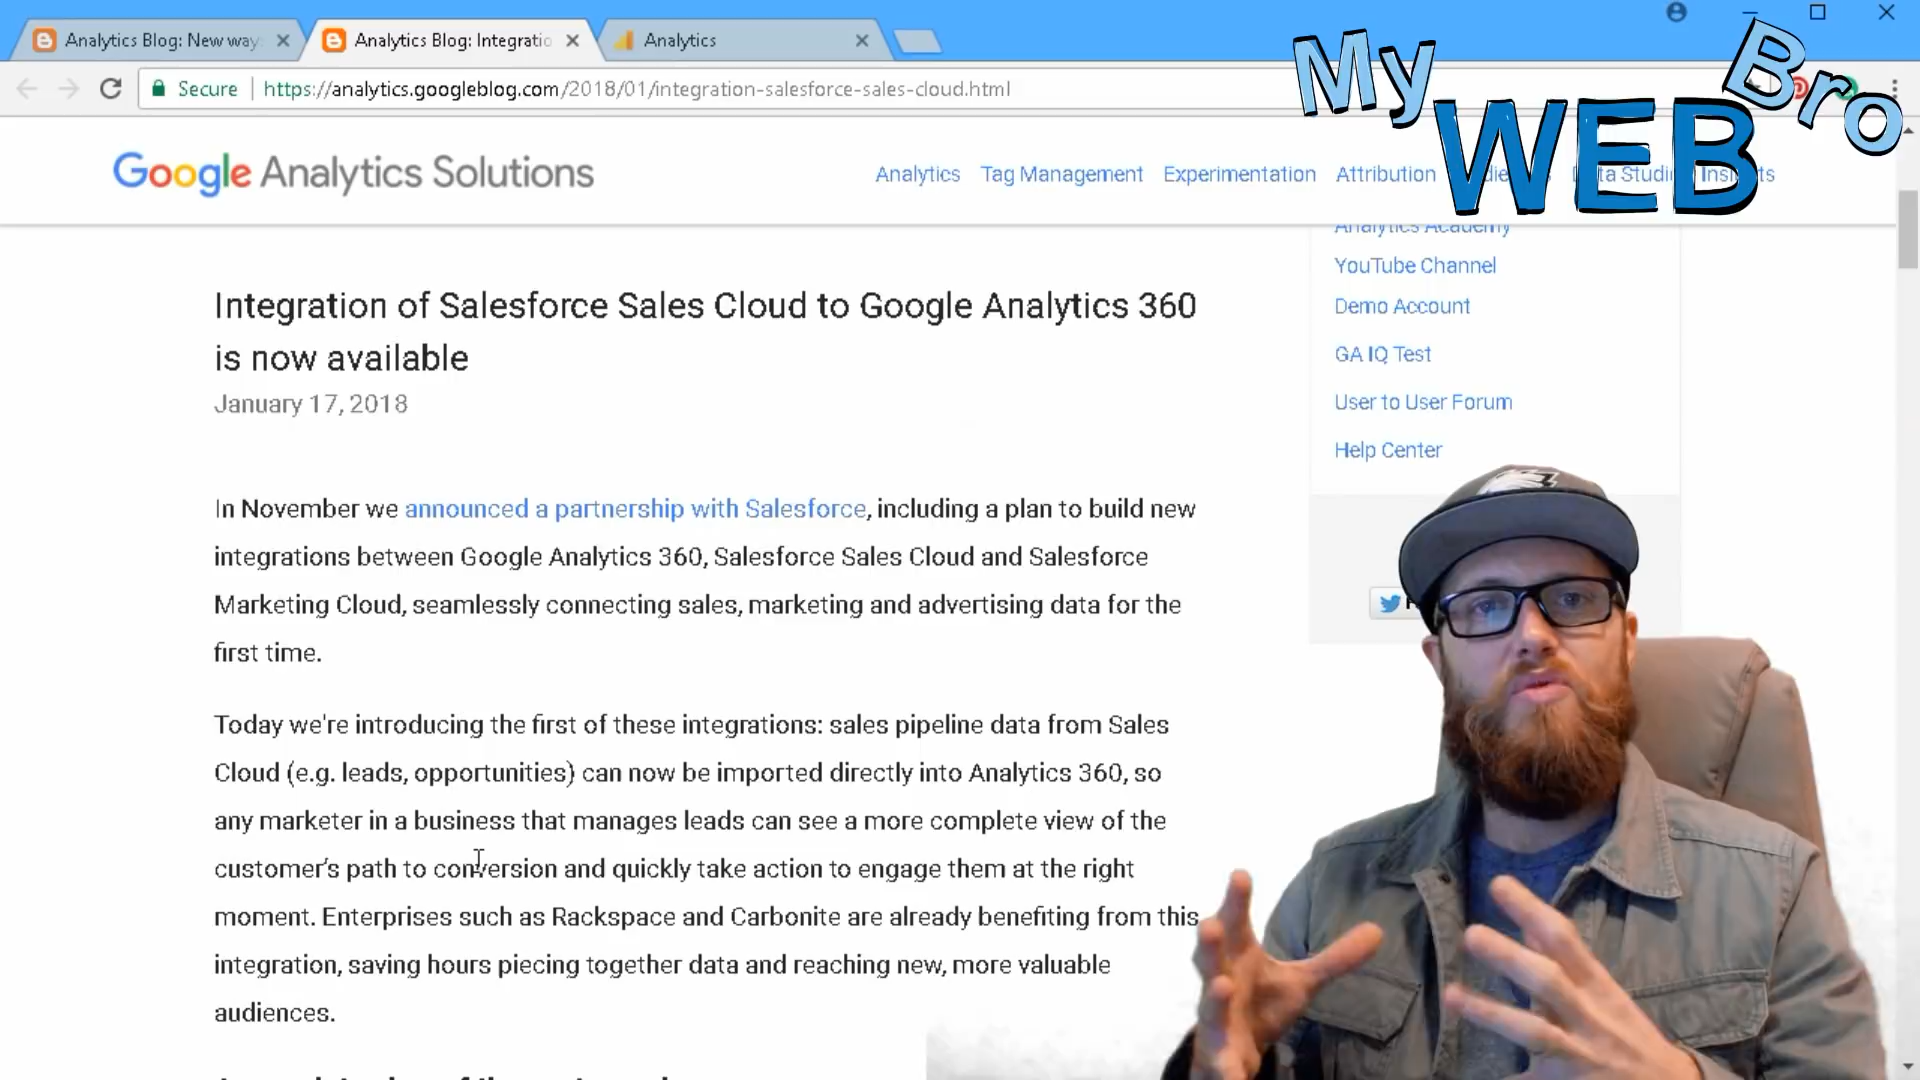 Analytics Blog: New way
Analytics Blog: Integratio
Analytics
Secure
https://analytics.googleblog.com/2018/01/integration-salesforce-sales-cloud.html
My WEB Bro
Google Analytics Solutions
Analytics Tag Management Experimentation Attribution
Analytics Academy
YouTube Channel
Demo Account
GA IQ Test
User to User Forum
Help Center
Integration of Salesforce Sales Cloud to Google Analytics 360
is now available
January 17, 2018
In November we announced a partnership with Salesforce, including a plan to build new
integrations between Google Analytics 360, Salesforce Sales Cloud and Salesforce
Marketing Cloud, seamlessly connecting sales, marketing and advertising data for the
first time.
Today we're introducing the first of these integrations: sales pipeline data from Sales
Cloud (e.g. leads, opportunities) can now be imported directly into Analytics 360, so
any marketer in a business that manages leads can see a more complete view of the
customer's path to conversion and quickly take action to engage them at the right
moment. Enterprises such as Rackspace and Carbonite are already benefiting from this
integration, saving hours piecing together data and reaching new, more valuable
audiences.